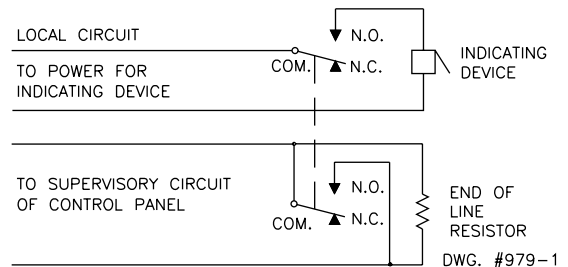 LOCAL CIRCUIT
TO POWER FOR
INDICATING DEVICE
COM.
N.O.
N.C.
INDICATING
DEVICE
TO SUPERVISORY CIRCUIT
OF CONTROL PANEL
COM.
N.O.
N.C.
END OF
LINE
RESISTOR
DWG. #979-1